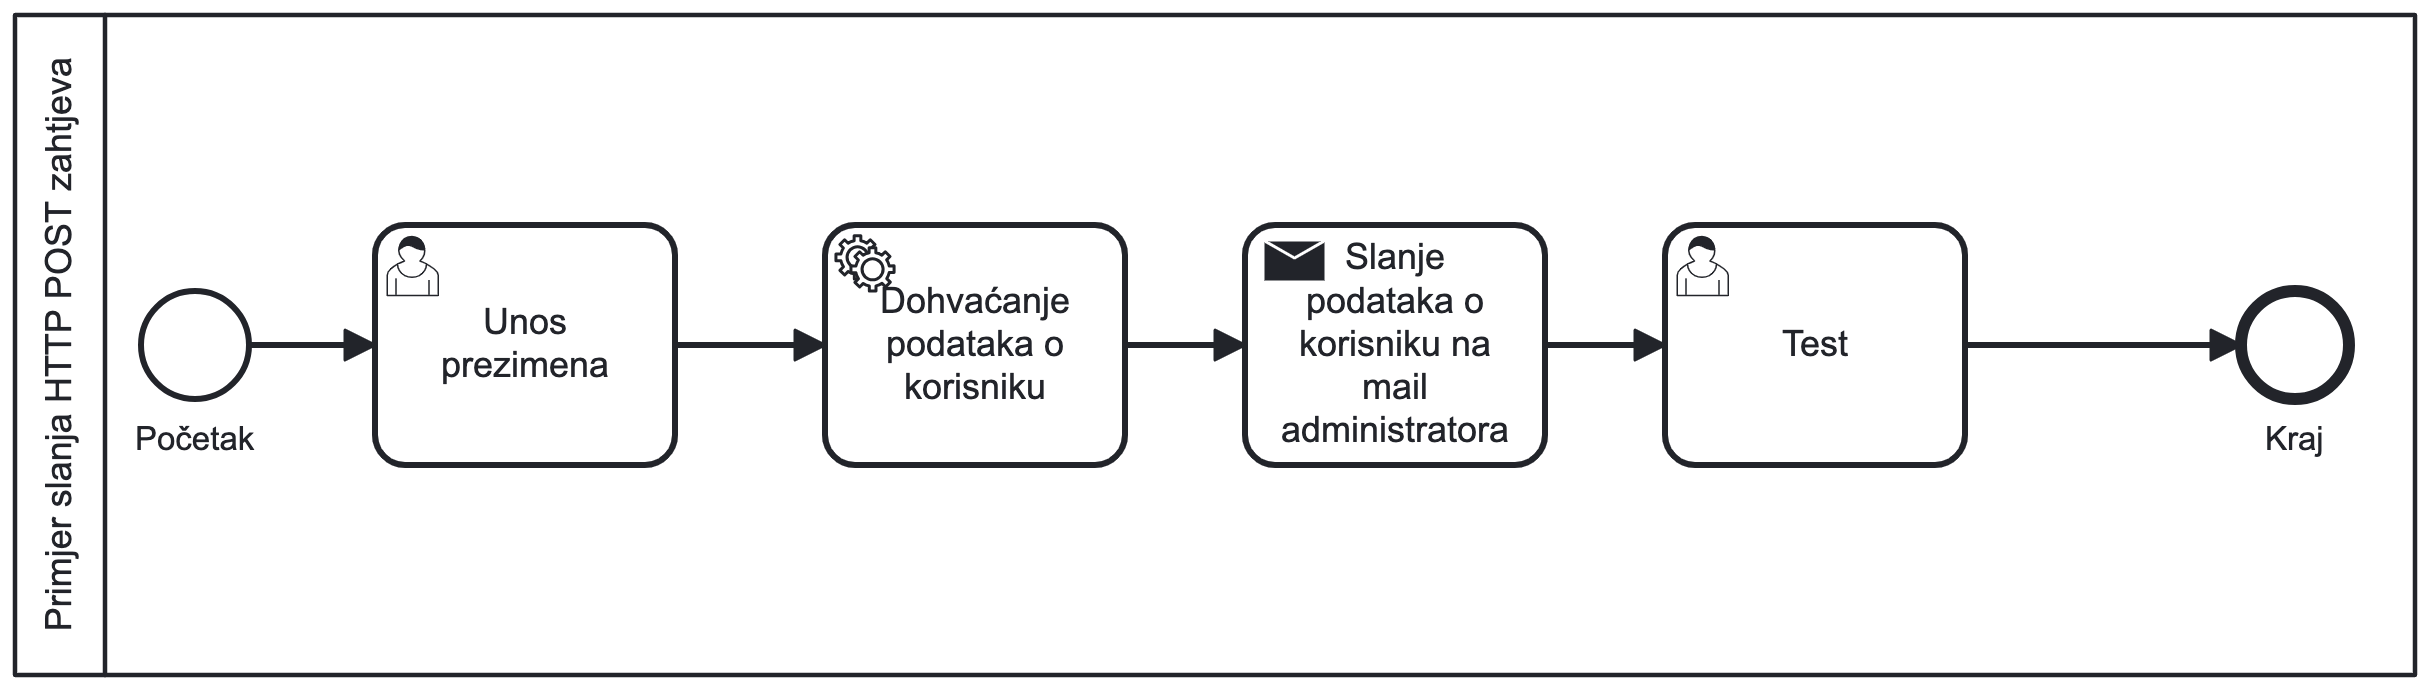 Primjer slanja HTTP POST zahtjeva
Početak
Unos
prezimena
Dohvaćanje
podataka o
korisniku
Slanje
podataka o
korisniku na
mail
administratora
Test
Kraj